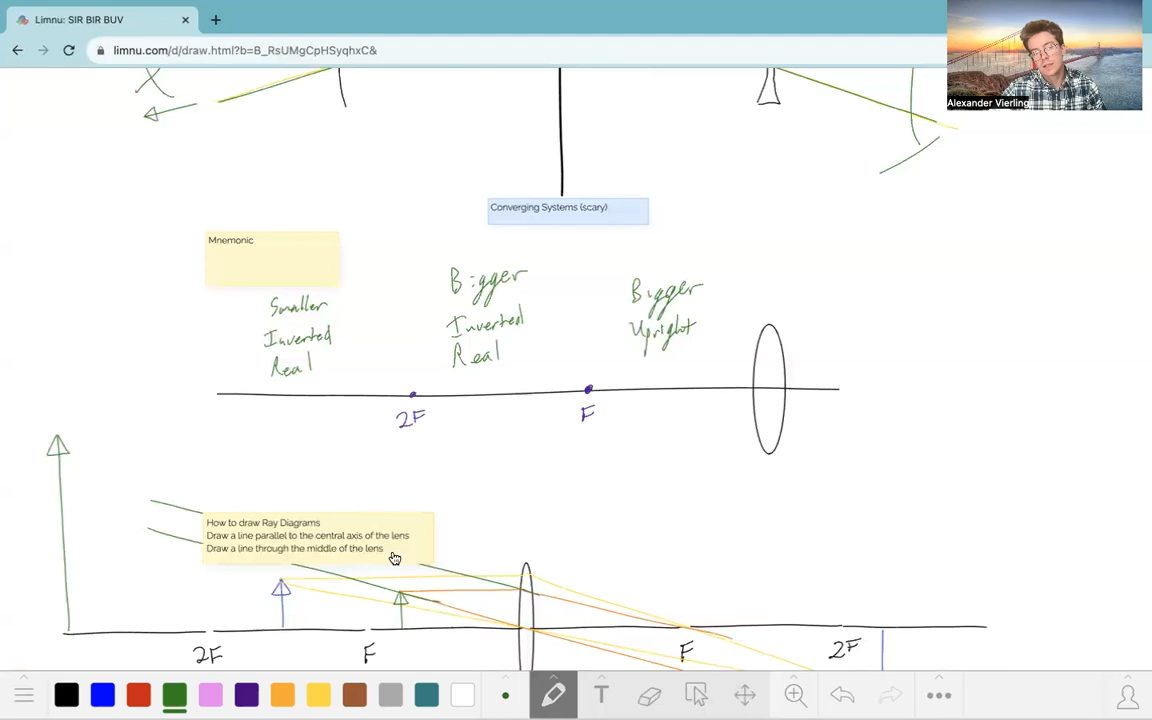 Limnu: SIR BIR BUV
limnu.com/d/draw.html?b=B_RsUMgCpHSyqhxC&
Alexander Vierling
Converging Systems (scary)
Mnemonic
Smaller
Inverted
Real
Bigger
Inverted
Real
Bigger
Upright
2F
F
How to draw Ray Diagrams
Draw a line parallel to the central axis of the lens
Draw a line through the middle of the lens
2F
F
F
2F
T